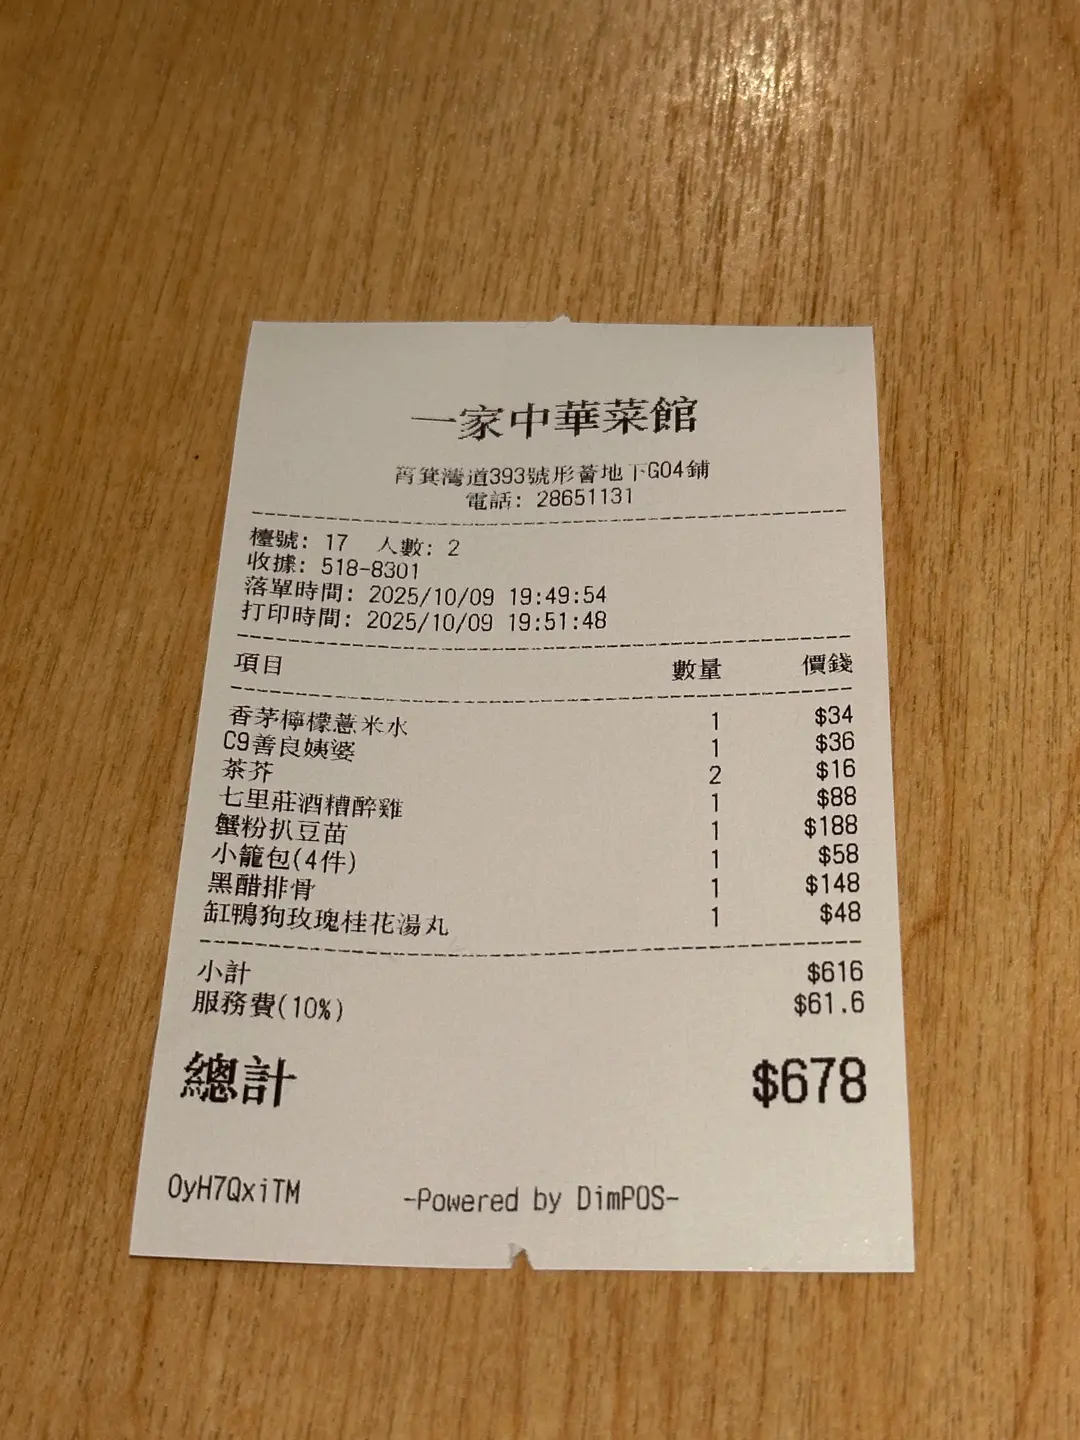 一家中華菜館
筲箕灣道393號形薈地下G04鋪
電話: 28651131
檯號: 17 人數: 2
收據: 518-8301
落單時間: 2025/10/09 19:49:54
打印時間: 2025/10/09 19:51:48
項目 數量 價錢
香茅檸檬薏米水 1 $34
C9善良姨婆 1 $36
茶芥 2 $16
七里莊酒糟醉雞 1 $88
蟹粉扒豆苗 1 $188
小籠包(4件) 1 $58
黑醋排骨 1 $148
缸鴨狗玫瑰桂花湯丸 1 $48
小計 $616
服務費(10%) $61.6
總計 $678
OyH7QxiTM -Powered by DimPOS-